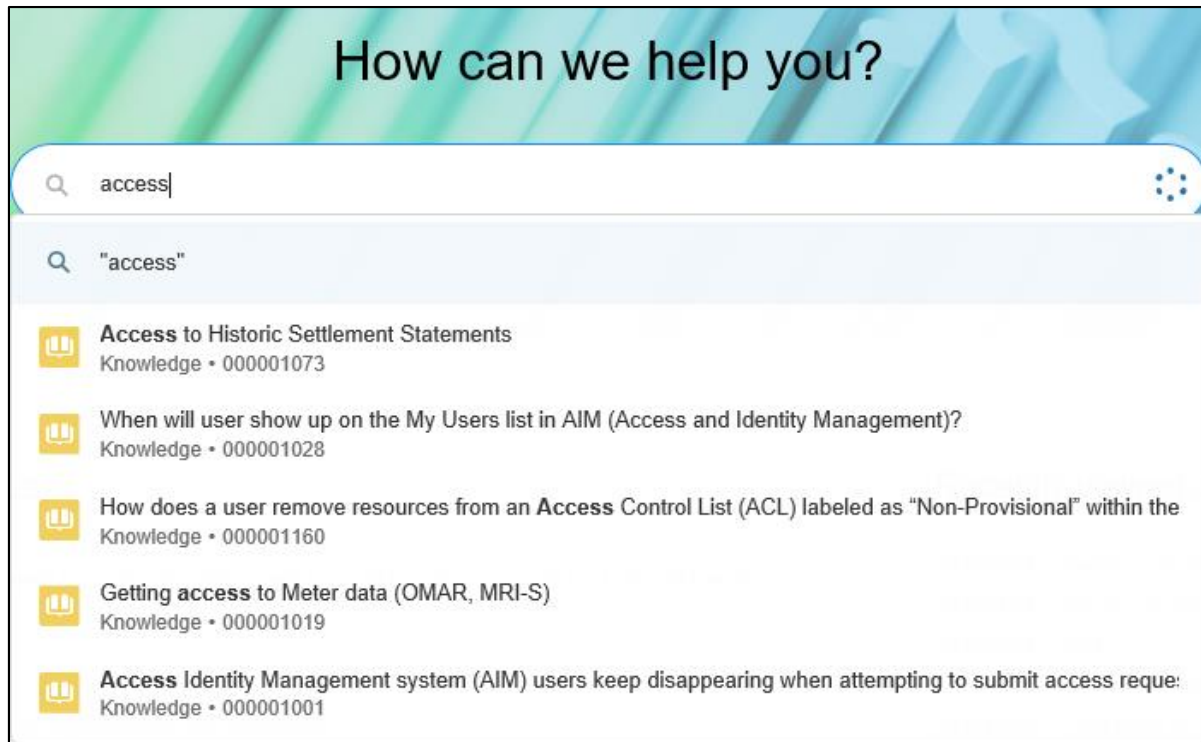 How can we help you?
access
"access"
Access to Historic Settlement Statements
Knowledge • 000001073
When will user show up on the My Users list in AIM (Access and Identity Management)?
Knowledge • 000001028
How does a user remove resources from an Access Control List (ACL) labeled as “Non-Provisional” within the
Knowledge • 000001160
Getting access to Meter data (OMAR, MRI-S)
Knowledge • 000001019
Access Identity Management system (AIM) users keep disappearing when attempting to submit access
Knowledge • 000001001